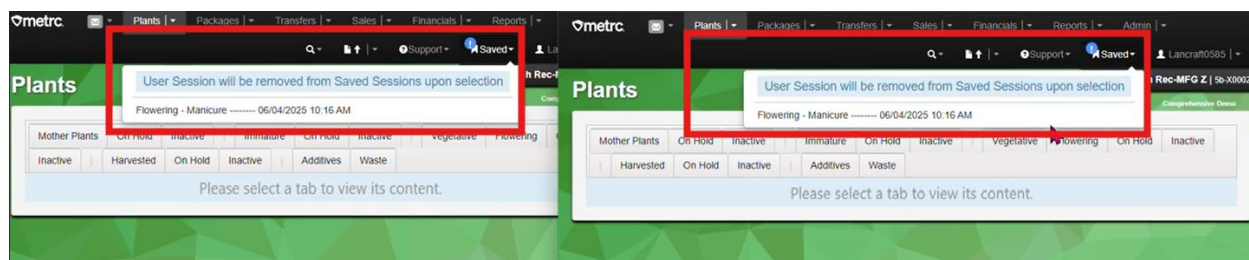 metrc Plants | Packages | Transfers | Sales | Financials | Reports |
Support Saved
Plants
User Session will be removed from Saved Sessions upon selection
Flowering - Manicure -------- 06/04/2025 10:16 AM
Mother Plants On Hold Inactive Immature On Hold Inactive Vegetative Flowering
Inactive Harvested On Hold Inactive Additives Waste
Please select a tab to view its content.
metrc Plants | Packages | Transfers | Sales | Financials | Reports | Admin |
Support Saved Lancraft0585 |
Plants
Rec-MFG Z |
Comprehensive Demo
User Session will be removed from Saved Sessions upon selection
Flowering - Manicure -------- 06/04/2025 10:16 AM
Mother Plants On Hold Inactive Immature On Hold Inactive Vegetative Flowering On Hold Inactive
Harvested On Hold Inactive Additives Waste
Please select a tab to view its content.